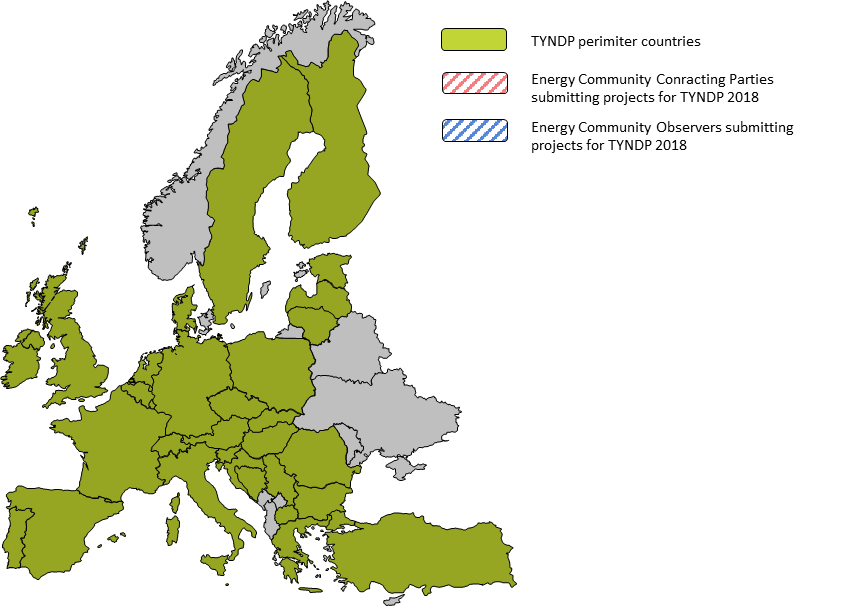 TYNDP perimiter countries
Energy Community Conracting Parties
submitting projects for TYNDP 2018
Energy Community Observers submitting
projects for TYNDP 2018